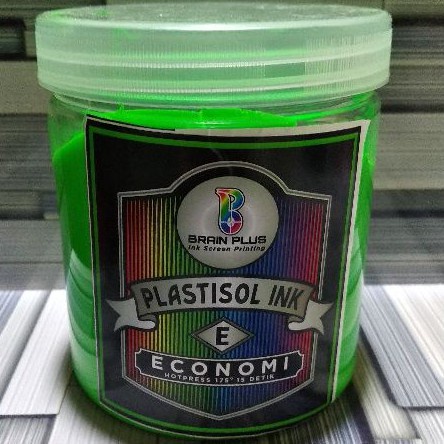 BRAIN PLUS
Ink Screen Printing
PLASTISOL INK
E
ECONOMI
HOTPRESS 175° 15 DETIK